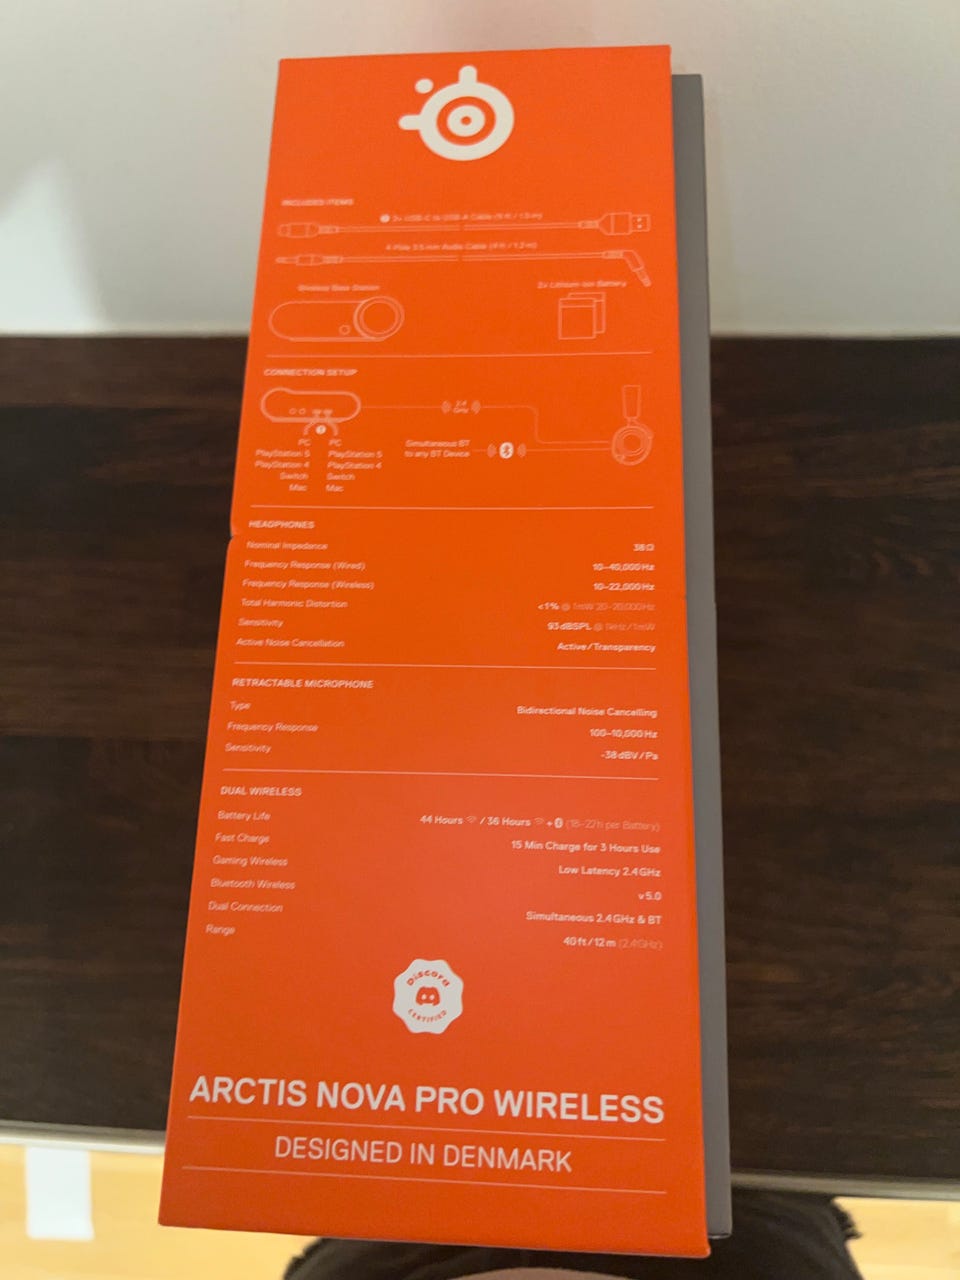 INCLUDED ITEMS
2x USB-C to USB-A Cable (5 ft / 1.5 m)
4 Pole 3.5 mm Audio Cable (4 ft / 1.2 m)
Wireless Base Station
2x Lithium-Ion Battery
CONNECTION SETUP
2.4 GHz
PC PC
PlayStation 5 PlayStation 5
PlayStation 4 PlayStation 4
Switch Switch
Mac Mac
Simultaneous BT
to any BT Device
HEADPHONES
Nominal Impedance 38 Ω
Frequency Response (Wired) 10–40,000 Hz
Frequency Response (Wireless) 10–22,000 Hz
Total Harmonic Distortion <1% @ 1mW 20–20,000Hz
Sensitivity 93 dBSPL @ 1kHz/1mW
Active Noise Cancellation Active/Transparency
RETRACTABLE MICROPHONE
Type Bidirectional Noise Cancelling
Frequency Response 100–10,000 Hz
Sensitivity -38 dBV/Pa
DUAL WIRELESS
Battery Life 44 Hours / 36 Hours + (18–22h per Battery)
Fast Charge 15 Min Charge for 3 Hours Use
Gaming Wireless Low Latency 2.4 GHz
Bluetooth Wireless v 5.0
Dual Connection Simultaneous 2.4 GHz & BT
Range 40 ft / 12 m (2.4GHz)
Discord
CERTIFIED
ARCTIS NOVA PRO WIRELESS
DESIGNED IN DENMARK